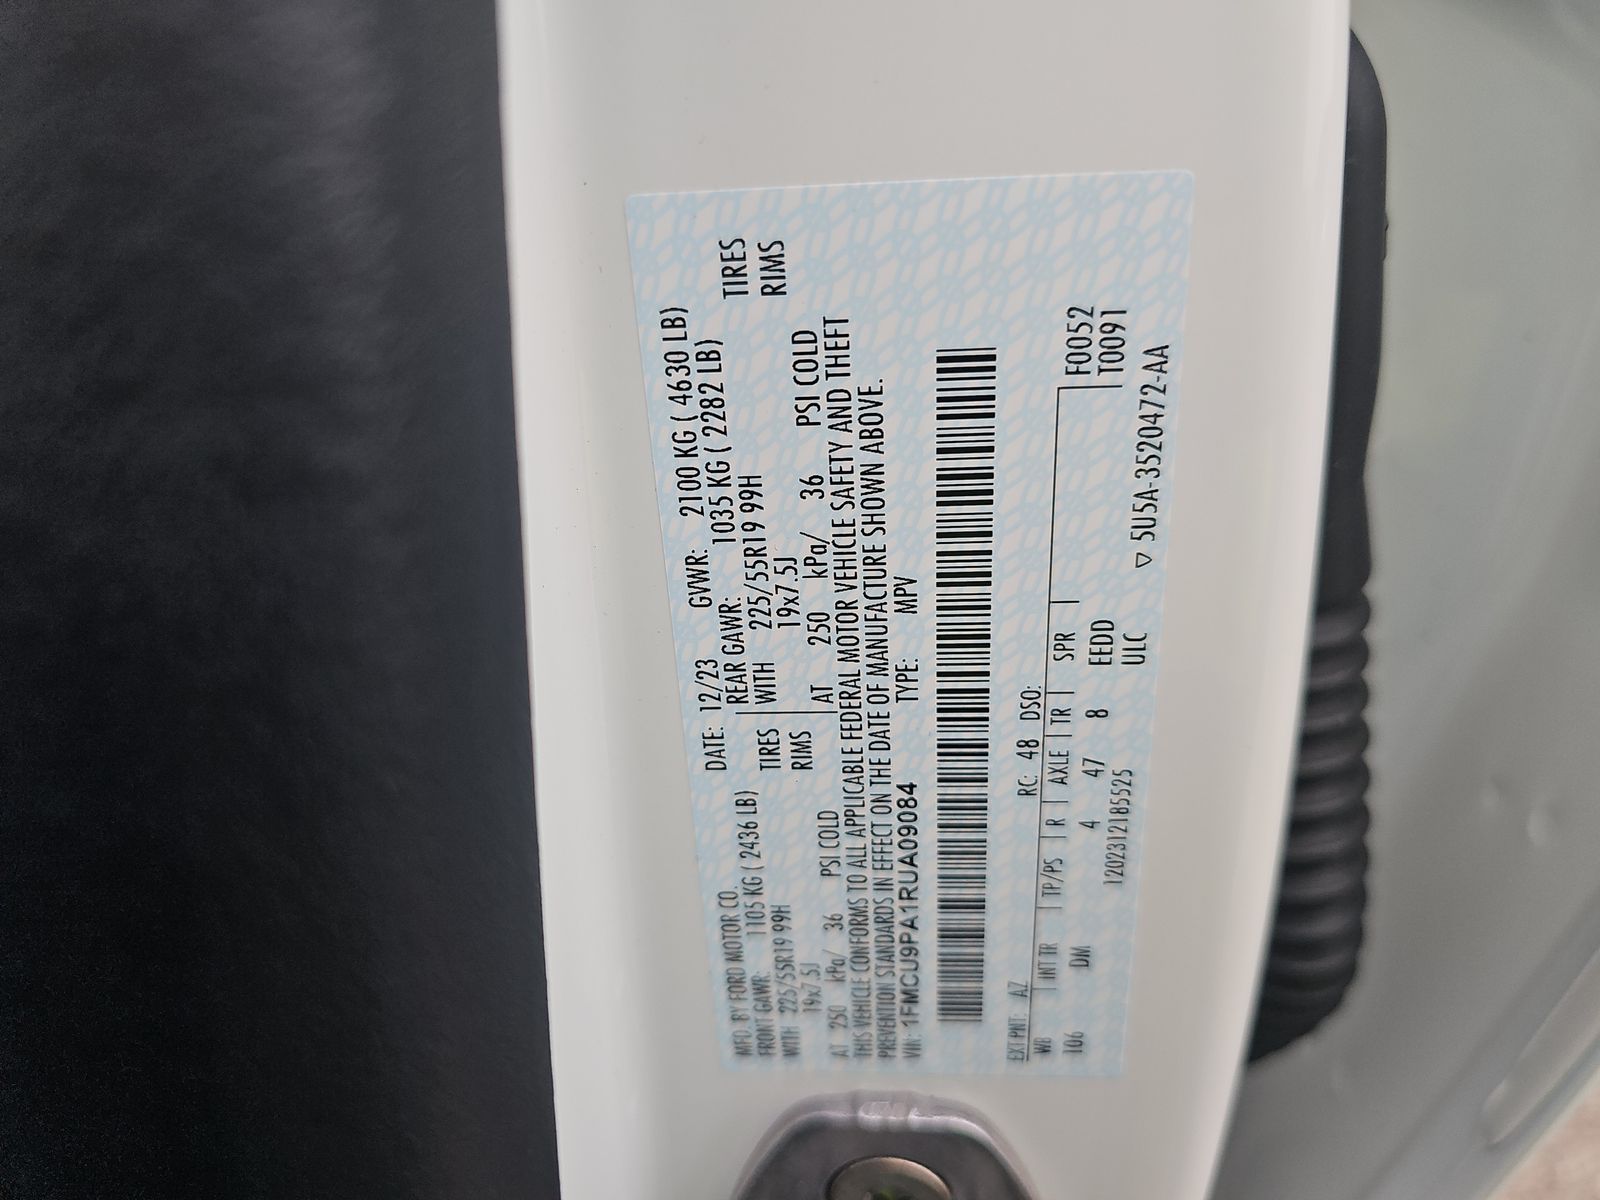 MFD. BY FORD MOTOR CO. DATE: 12/23 GVWR: 2100 KG ( 4630 LB)
FRONT GAWR: 1105 KG ( 2436 LB) REAR GAWR: 1035 KG ( 2282 LB)
WITH 225/55R19 99H TIRES WITH 225/55R19 99H TIRES
19x7.5J RIMS 19x7.5J RIMS
AT 250 kPa/ 36 PSI COLD AT 250 kPa/ 36 PSI COLD
THIS VEHICLE CONFORMS TO ALL APPLICABLE FEDERAL MOTOR VEHICLE SAFETY AND THEFT
PREVENTION STANDARDS IN EFFECT ON THE DATE OF MANUFACTURE SHOWN ABOVE.
VIN: 1FMCU9PA1RUA09084 TYPE: MPV
EXT PNT: AZ RC: 48 DSO:
WB INT TR TP/PS R AXLE TR SPR F0052
106 DM 4 47 8 EEDD T0091
1202312185525 ULC
▽ 5U5A-3520472-AA